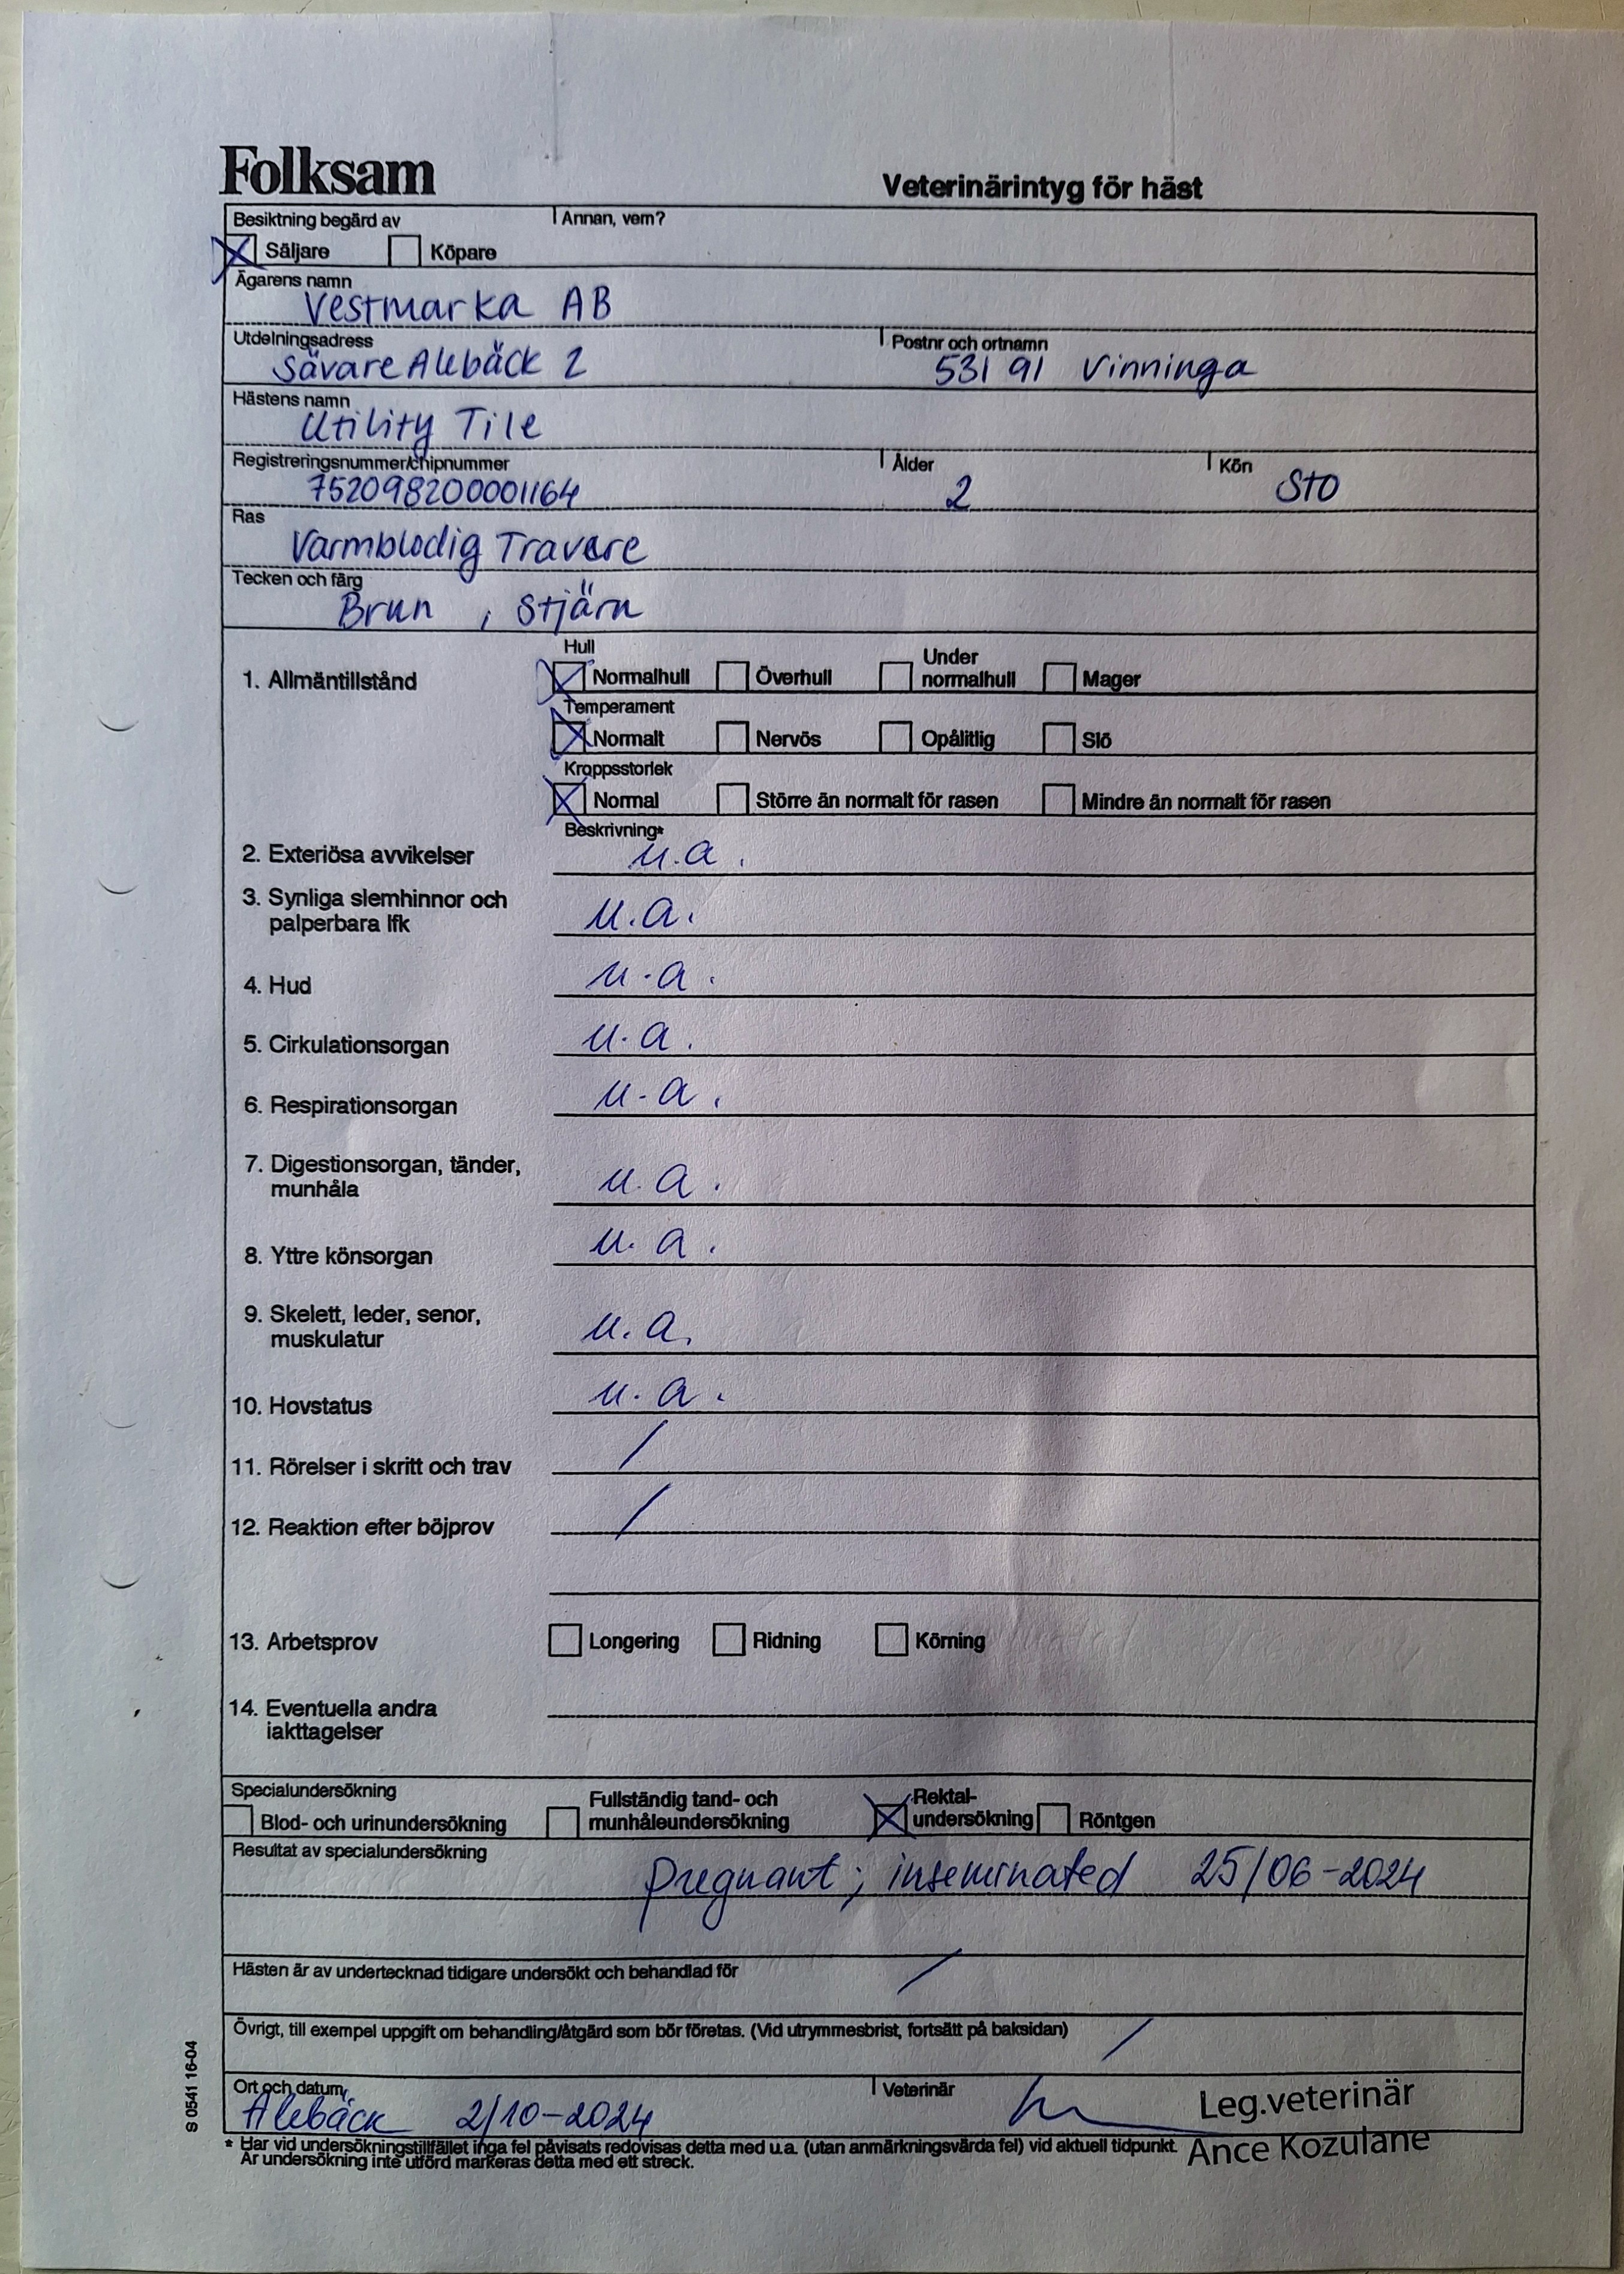 Folksam
Veterinärintyg för häst
Besiktning begärd av
Annan, vem?
Säljare Köpare
Ägarens namn
Vestmarka AB
Utdelningsadress
Postnr och ortnamn
Sävare Alebäck 2
531 91 Vinninga
Hästens namn
Utility Tile
Registreringsnummer/chipnummer
Ålder
Kön
752098200001164
2
Sto
Ras
Varmblodig Travare
Tecken och färg
Brun , Stjärn
Hull
1. Allmäntillstånd
Normalhull Överhull Under normalhull Mager
Temperament
Normalt Nervös Opålitlig Slö
Kroppsstorlek
Normal Större än normalt för rasen Mindre än normalt för rasen
Beskrivning*
2. Exteriösa avvikelser u.a.
3. Synliga slemhinnor och
palperbara lfk u.a.
4. Hud u.a.
5. Cirkulationsorgan u.a.
6. Respirationsorgan u.a.
7. Digestionsorgan, tänder,
munhåla u.a.
8. Yttre könsorgan u.a.
9. Skelett, leder, senor,
muskulatur u.a.
10. Hovstatus u.a.
11. Rörelser i skritt och trav /
12. Reaktion efter böjprov /
13. Arbetsprov Longering Ridning Körning
14. Eventuella andra
iakttagelser
Specialundersökning
Blod- och urinundersökning
Fullständig tand- och
munhåleundersökning
Rektal-
undersökning
Röntgen
Resultat av specialundersökning
pregnant; inseminated 25/06-2024
Hästen är av undertecknad tidigare undersökt och behandlad för /
Övrigt, till exempel uppgift om behandling/åtgärd som bör företas. (Vid utrymmesbrist, fortsätt på baksidan) /
Ort och datum
Veterinär
Alebäck 2/10-2024
Leg.veterinär
Ance Kozulane
* Har vid undersökningstillfället inga fel påvisats redovisas detta med u.a. (utan anmärkningsvärda fel) vid aktuell tidpunkt.
Är undersökning inte utförd markeras detta med ett streck.
S 0541 16-04